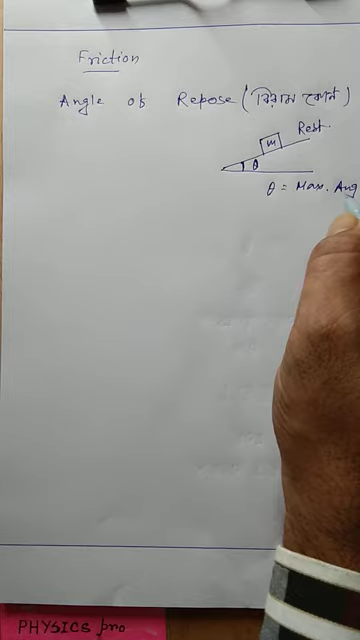 Friction
Angle of Repose (বিরাম কোন)
Rest.
m
θ
θ = Max. Ang
PHYSICS pro